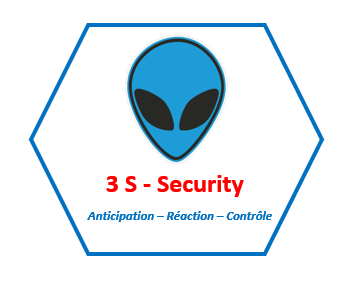 3 S - Security
Anticipation – Réaction – Contrôle